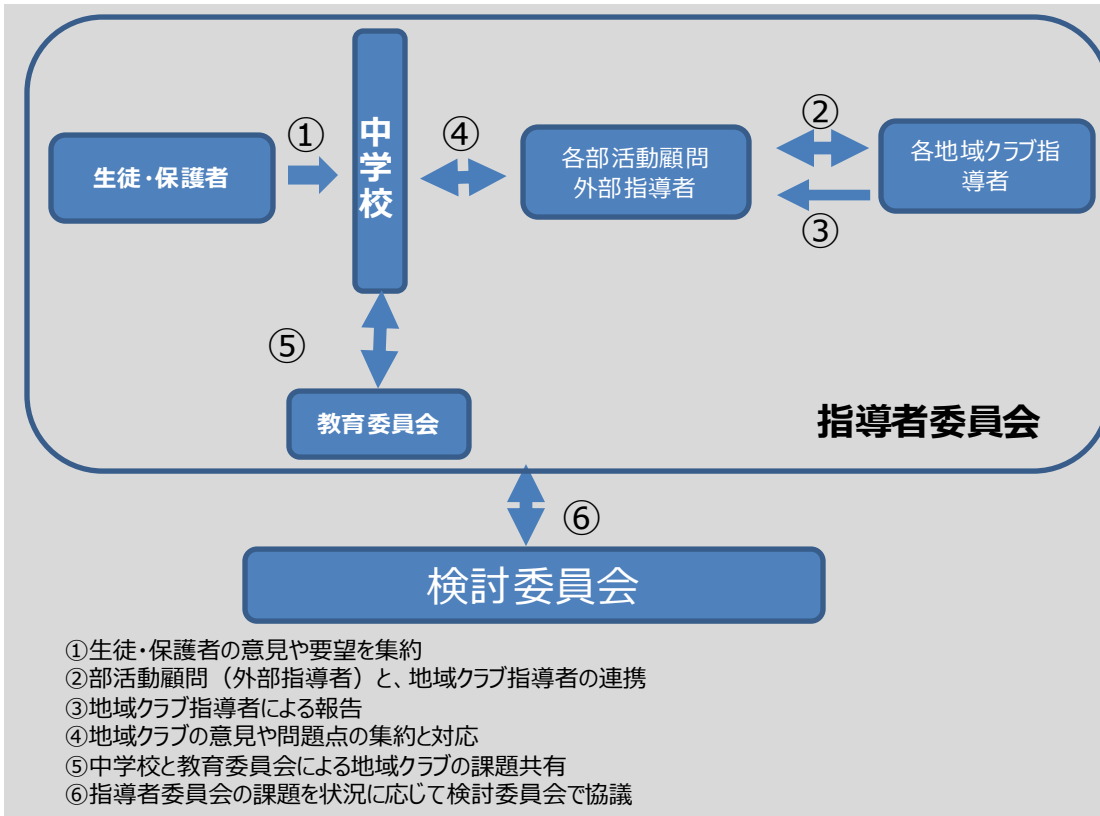 中学校
①
④
②
生徒・保護者
各部活動顧問
外部指導者
各地域クラブ指
導者
③
⑤
教育委員会
指導者委員会
⑥
検討委員会
①生徒・保護者の意見や要望を集約
②部活動顧問（外部指導者）と、地域クラブ指導者の連携
③地域クラブ指導者による報告
④地域クラブの意見や問題点の集約と対応
⑤中学校と教育委員会による地域クラブの課題共有
⑥指導者委員会の課題を状況に応じて検討委員会で協議